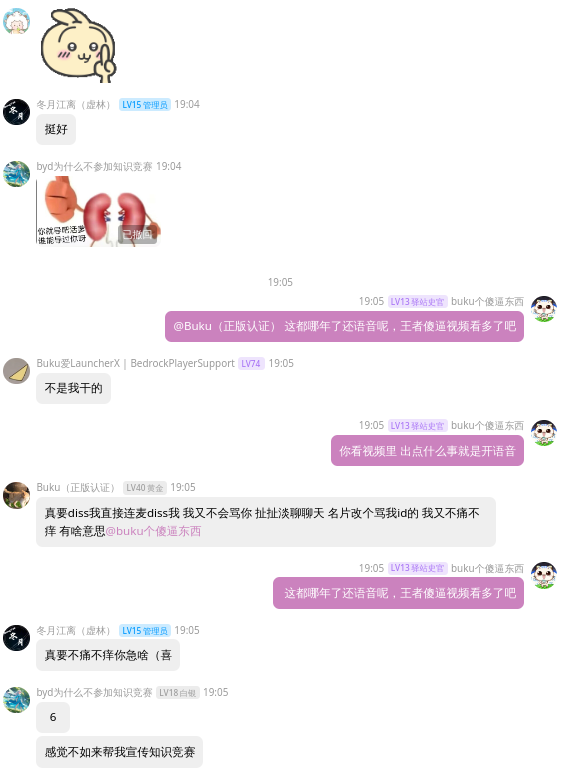 冬月江离（虚林） LV15 管理员 19:04
挺好
byd为什么不参加知识竞赛 19:04
已撤回
19:05
19:05 LV13 驿站史官 buku个傻逼东西
@Buku（正版认证） 这都哪年了还语音呢，王者傻逼视频看多了吧
Buku爱LauncherX | BedrockPlayerSupport LV74 19:05
不是我干的
19:05 LV13 驿站史官 buku个傻逼东西
你看视频里 出点什么事就是开语音
Buku（正版认证） LV40 黄金 19:05
真要diss我直接连麦diss我 我又不会骂你 扯扯淡聊聊天 名片改个骂我id的 我又不痛不
痒 有啥意思@buku个傻逼东西
19:05 LV13 驿站史官 buku个傻逼东西
这都哪年了还语音呢，王者傻逼视频看多了吧
冬月江离（虚林） LV15 管理员 19:05
真要不痛不痒你急啥（喜
byd为什么不参加知识竞赛 LV18 白银 19:05
6
感觉不如来帮我宣传知识竞赛